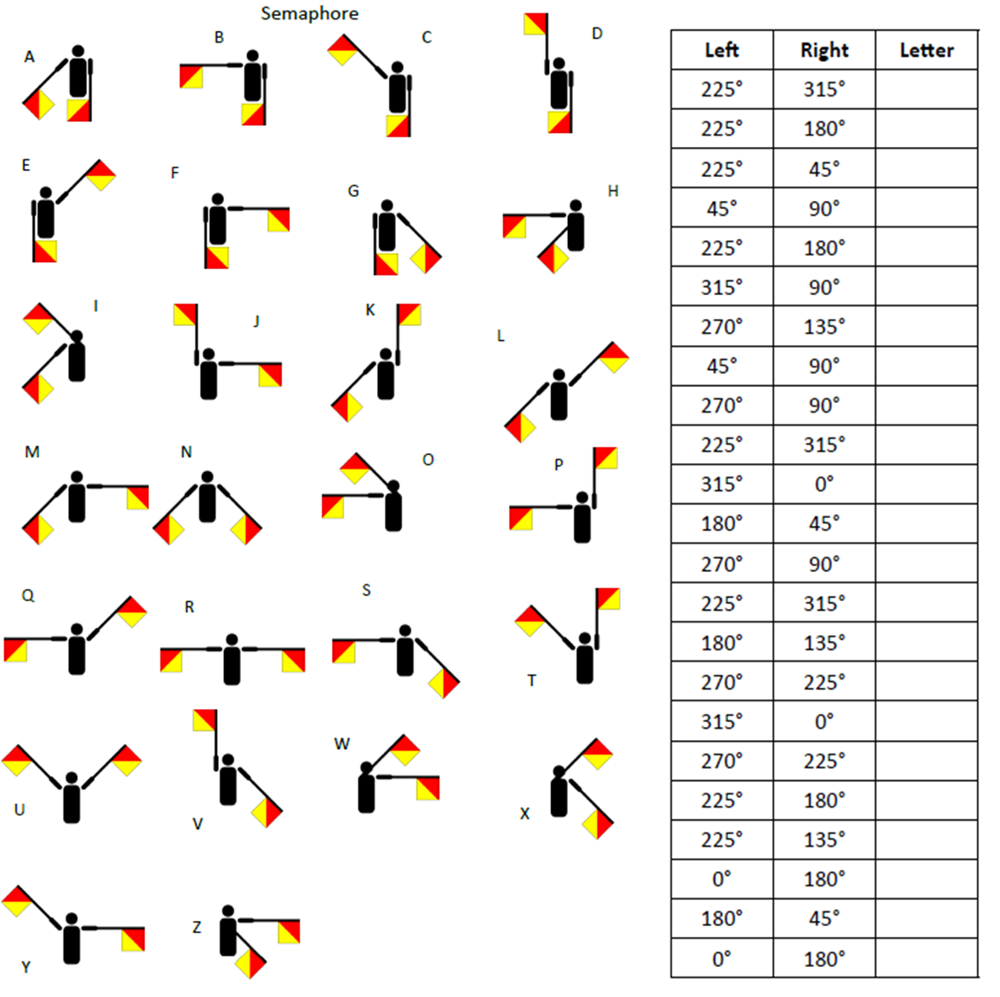 Semaphore
A B C D
E F G H
I J K L
M N O P
Q R S T
U V W X
Y Z
Left Right Letter
225° 315°
225° 180°
225° 45°
45° 90°
225° 180°
315° 90°
270° 135°
45° 90°
270° 90°
225° 315°
315° 0°
180° 45°
270° 90°
225° 315°
180° 135°
270° 225°
315° 0°
270° 225°
225° 180°
225° 135°
0° 180°
180° 45°
0° 180°